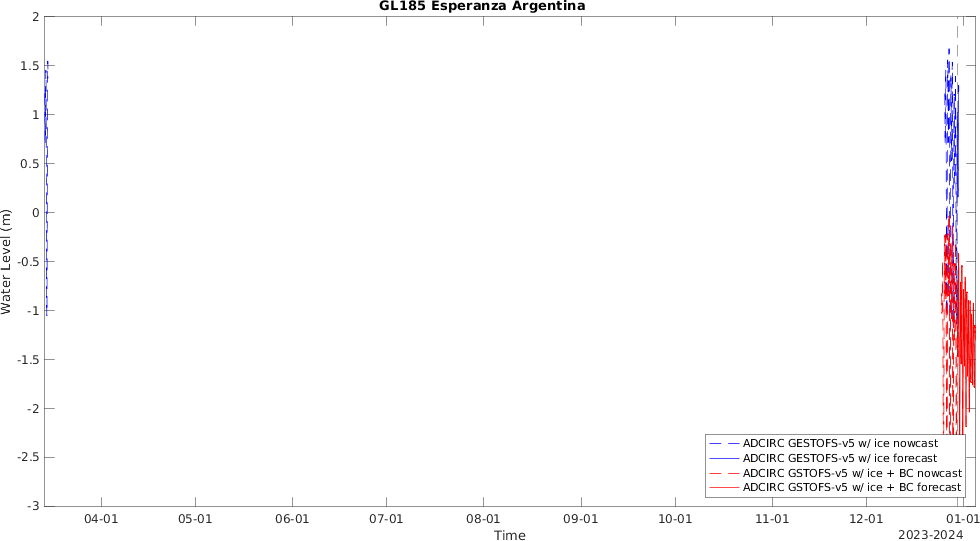 GL185 Esperanza Argentina
2
1.5
1
0.5
0
-0.5
-1
-1.5
-2
-2.5
-3
Water Level (m)
ADCIRC GESTOFS-v5 w/ ice nowcast
ADCIRC GESTOFS-v5 w/ ice forecast
ADCIRC GSTOFS-v5 w/ ice + BC nowcast
ADCIRC GSTOFS-v5 w/ ice + BC forecast
04-01 05-01 06-01 07-01 08-01 09-01 10-01 11-01 12-01 01-01
Time
2023-2024